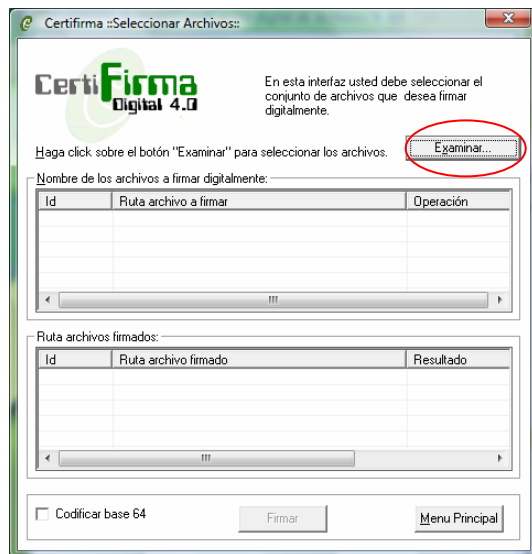 Certifirma ::Seleccionar Archivos::
CertiFirma
Digital 4.0
En esta interfaz usted debe seleccionar el
conjunto de archivos que desea firmar
digitalmente.
Haga click sobre el botón "Examinar" para seleccionar los archivos.
Examinar...
Nombre de los archivos a firmar digitalmente:
Id Ruta archivo a firmar Operación
Ruta archivos firmados:
Id Ruta archivo firmado Resultado
Codificar base 64
Firmar
Menu Principal